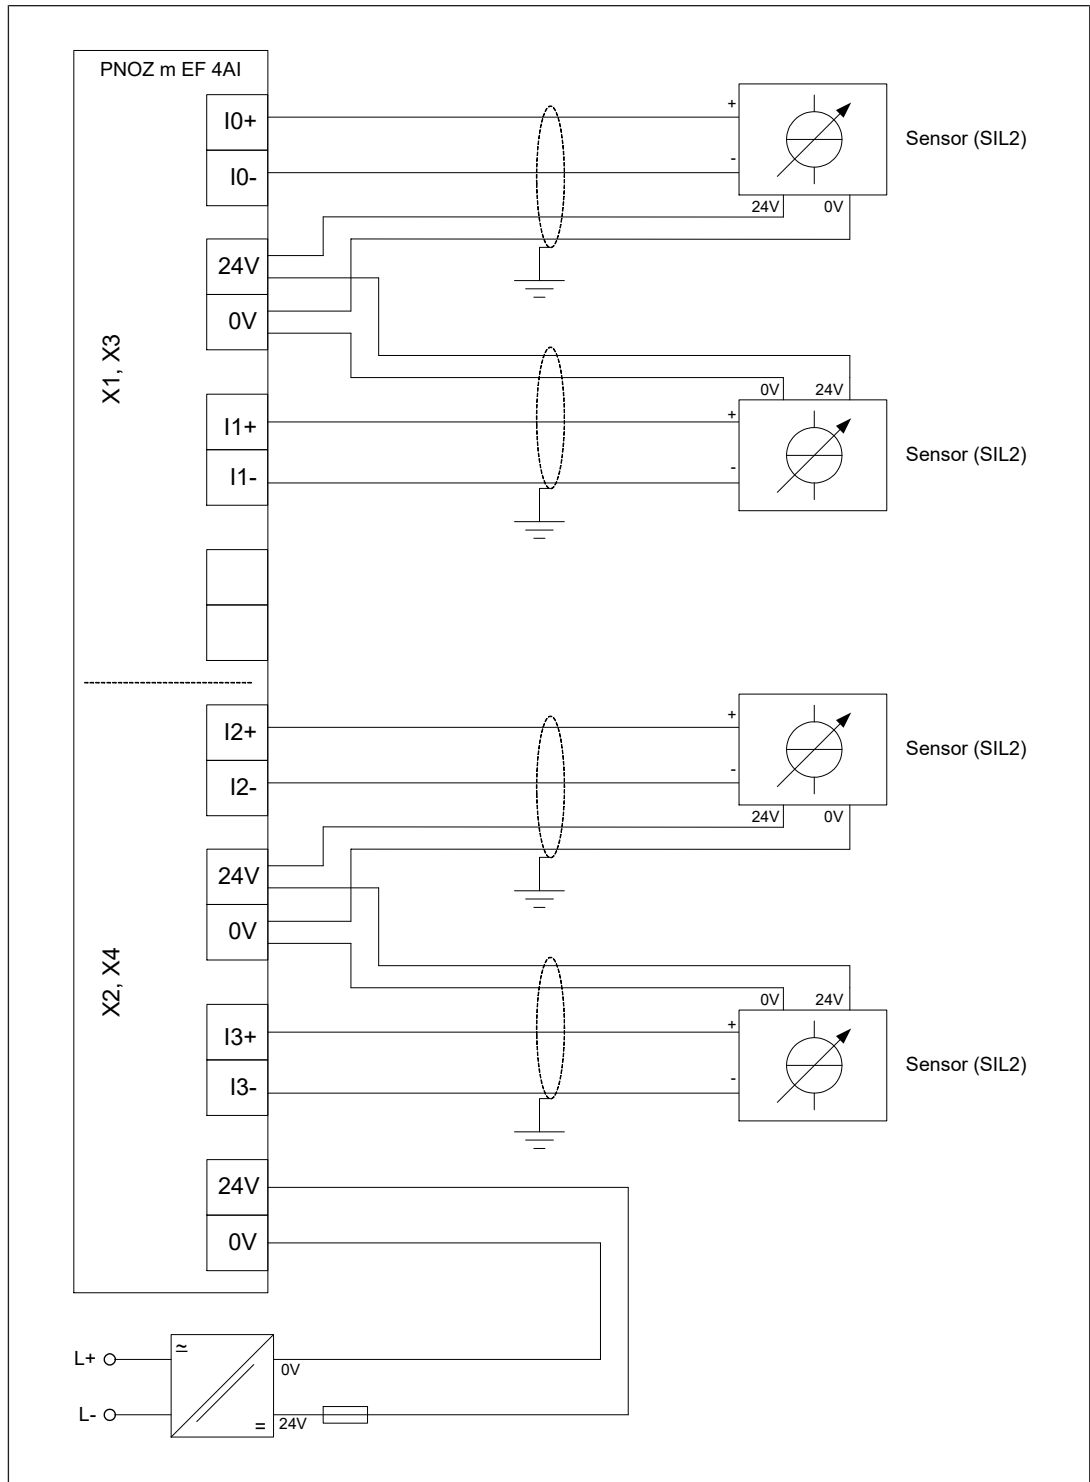 PNOZ m EF 4AI
I0+
+
Sensor (SIL2)
I0-
-
24V
0V
24V
0V
X1, X3
0V
24V
I1+
+
Sensor (SIL2)
I1-
-
I2+
+
Sensor (SIL2)
I2-
-
24V
0V
24V
0V
X2, X4
0V
24V
I3+
+
Sensor (SIL2)
I3-
-
24V
0V
L+
≃
0V
L-
=
24V